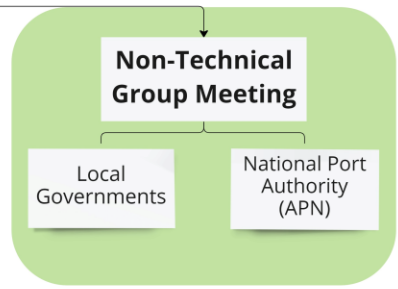 Non-Technical
Group Meeting
Local
Governments
National Port
Authority
(APN)